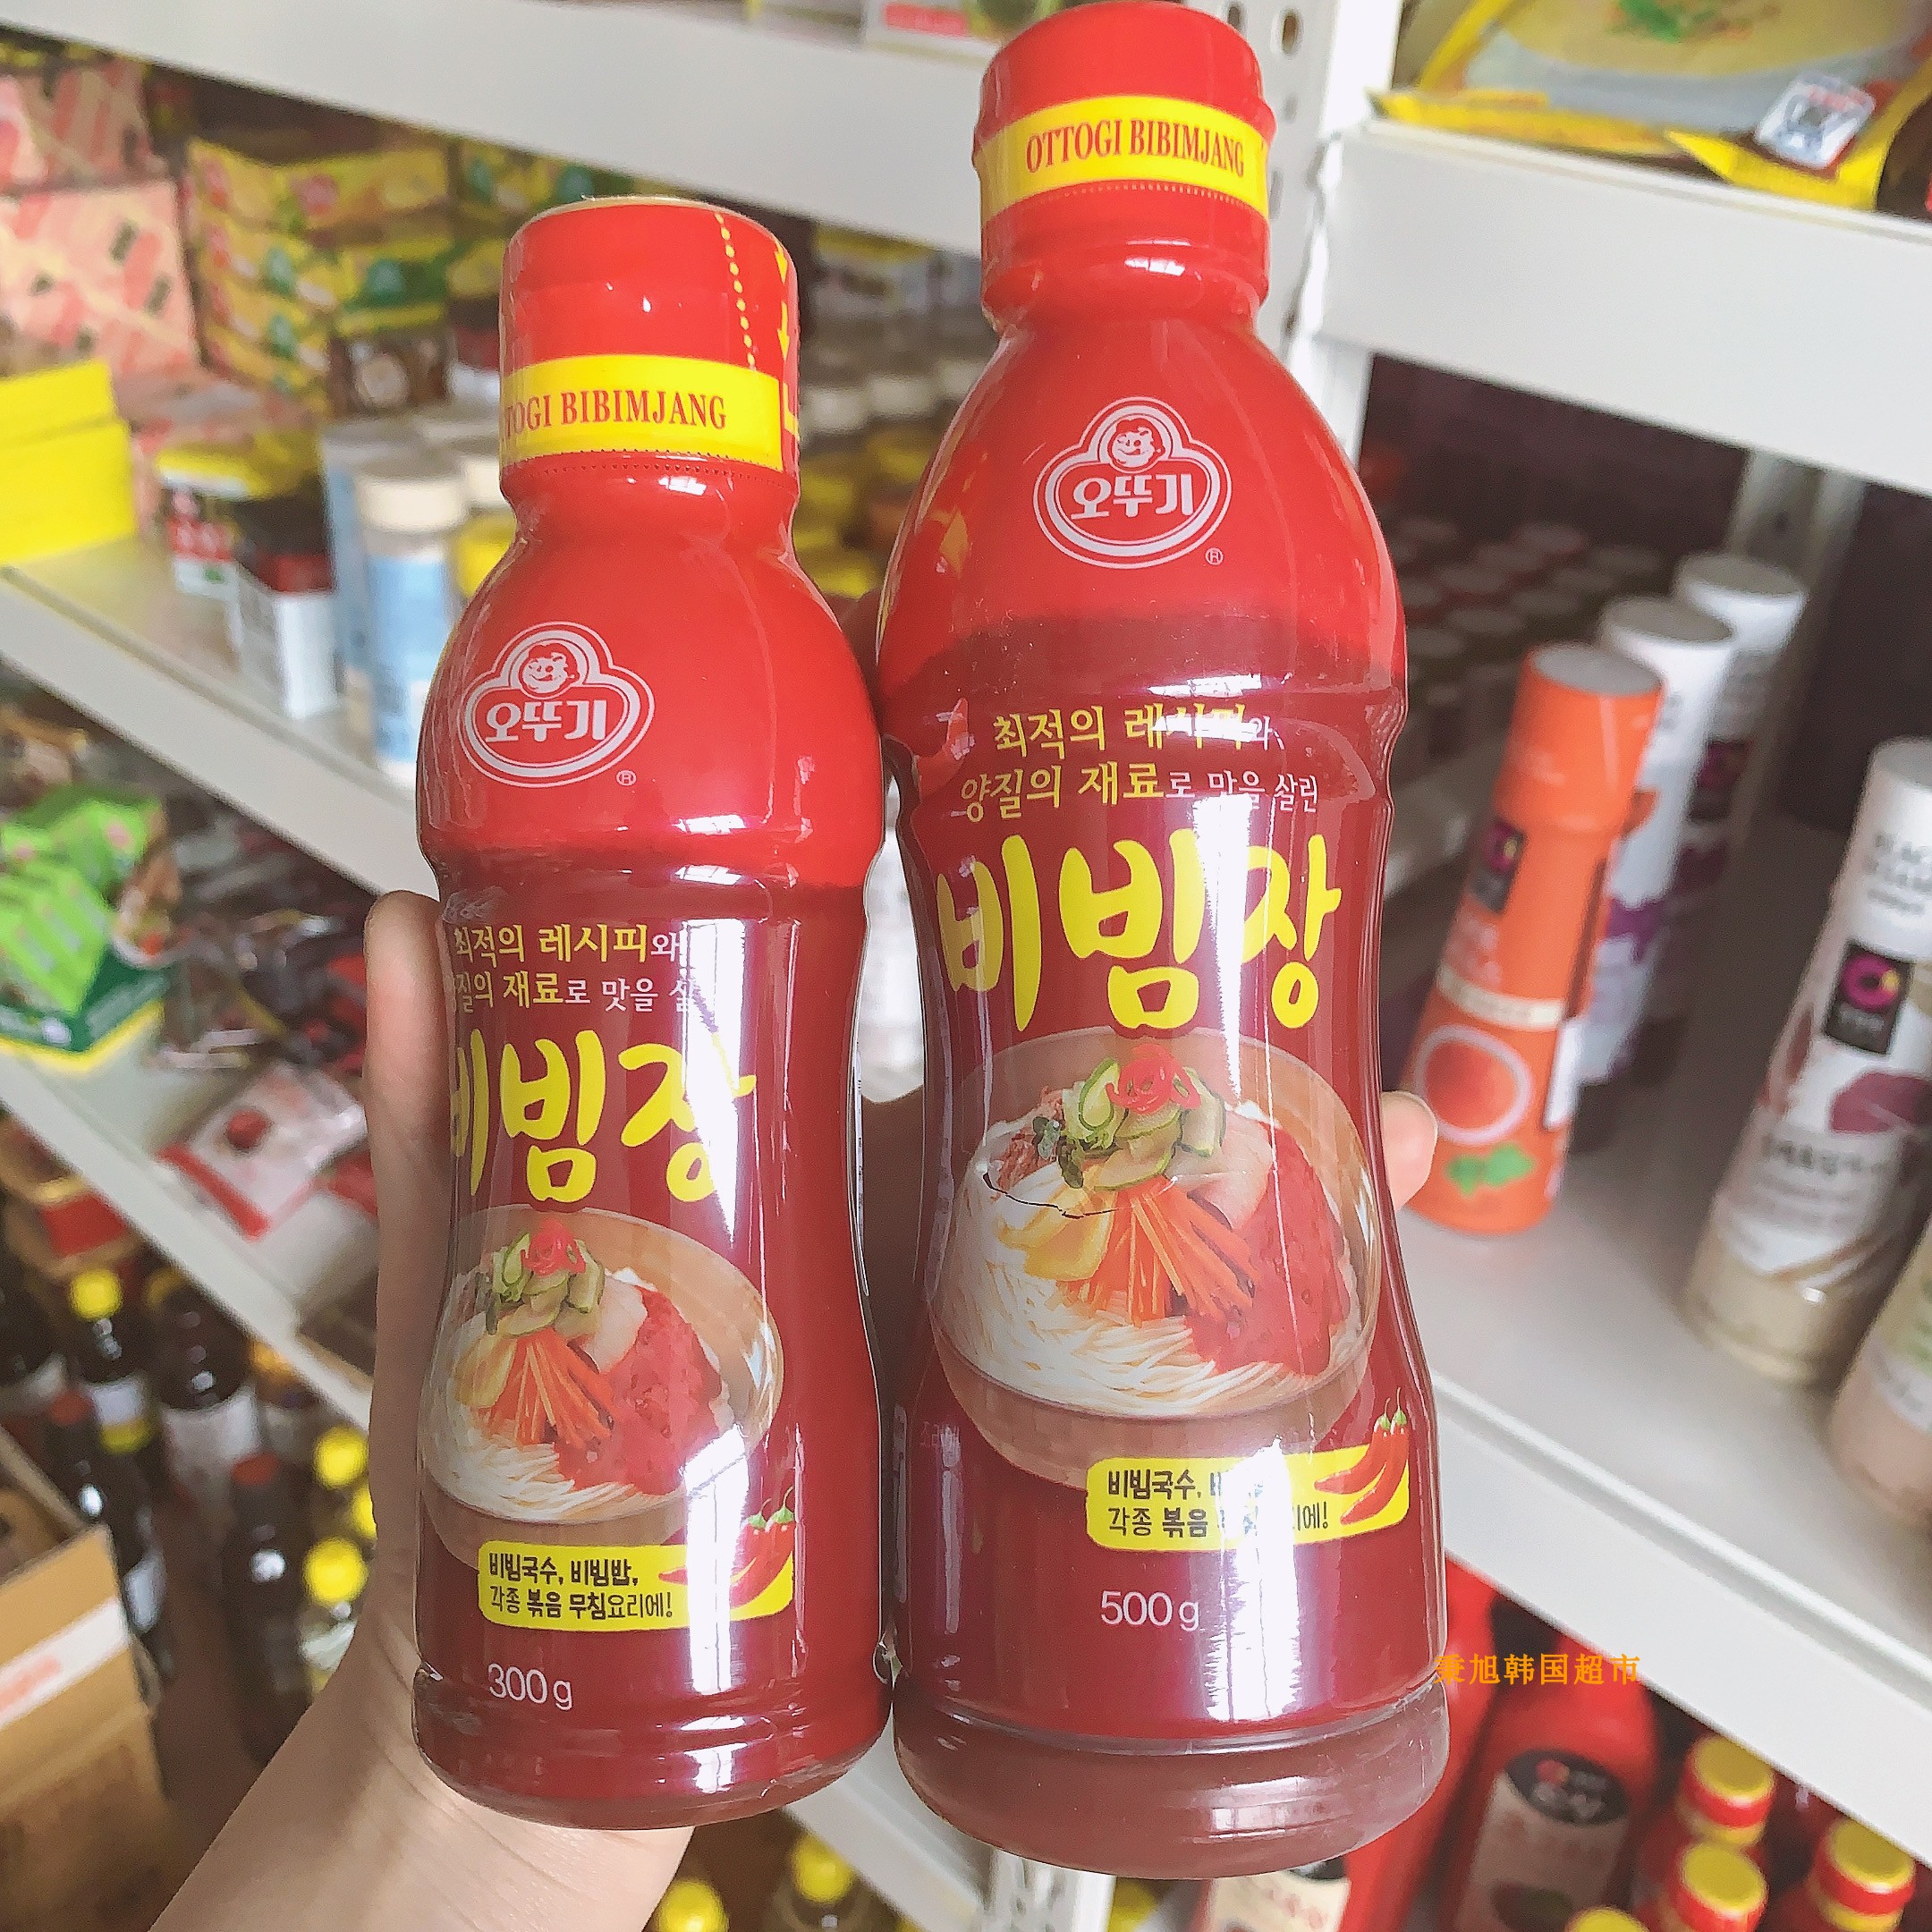 OTTOGI BIBIMJANG
오뚜기
최적의 레시피와
양질의 재료로 맛을 살린
비빔장
비빔국수,
각종 볶음
500g
OTTOGI BIBIMJANG
오뚜기
최적의 레시피와
질의 재료로 맛을
비빔장
비빔국수, 비빔밥,
각종 볶음 무침요리에!
300g
秉旭韩国超市